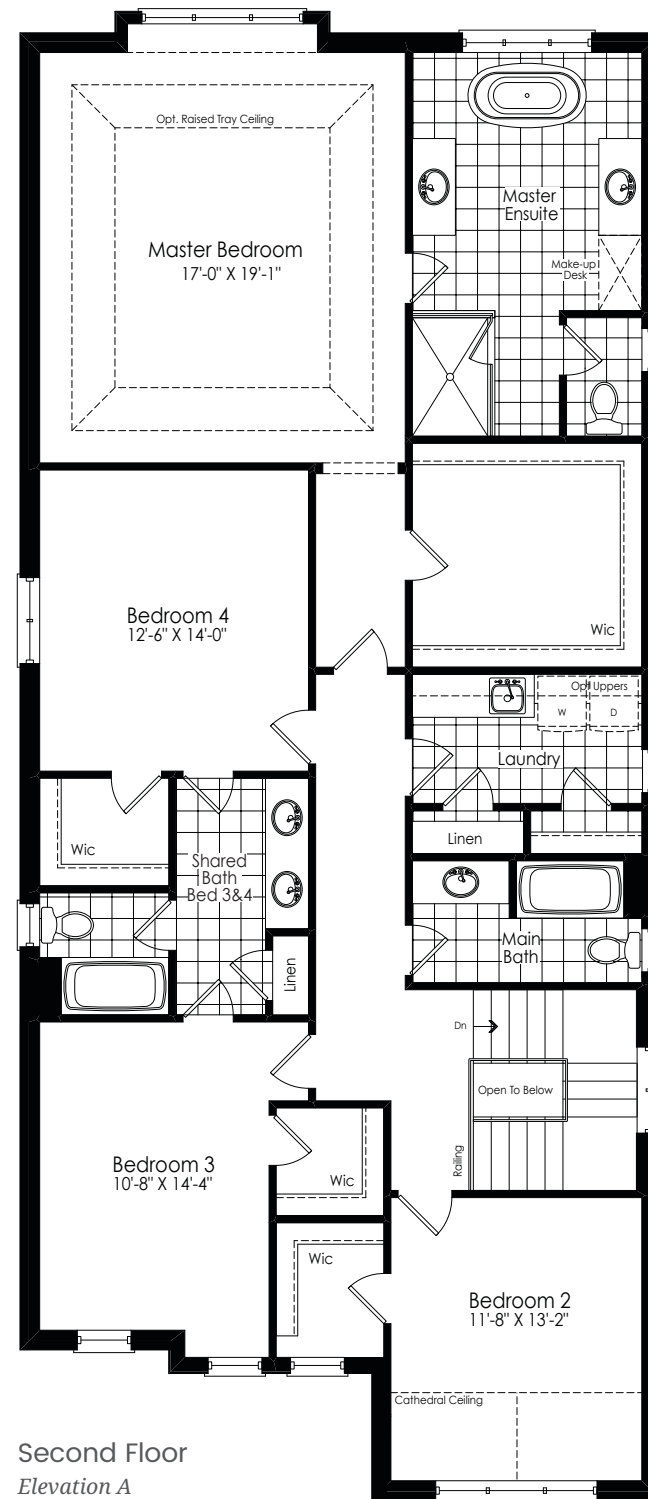 Opt. Raised Tray Ceiling
Master Bedroom
17'-0" X 19'-1"
Master
Ensuite
Make-up
Desk
Bedroom 4
12'-6" X 14'-0"
Wic
Opt Uppers
W
D
Laundry
Linen
Wic
Shared
Bath
Bed 3&4
Linen
Main
Bath
Dn
Open To Below
Railing
Bedroom 3
10'-8" X 14'-4"
Wic
Wic
Bedroom 2
11'-8" X 13'-2"
Cathedral Ceiling
Second Floor
Elevation A